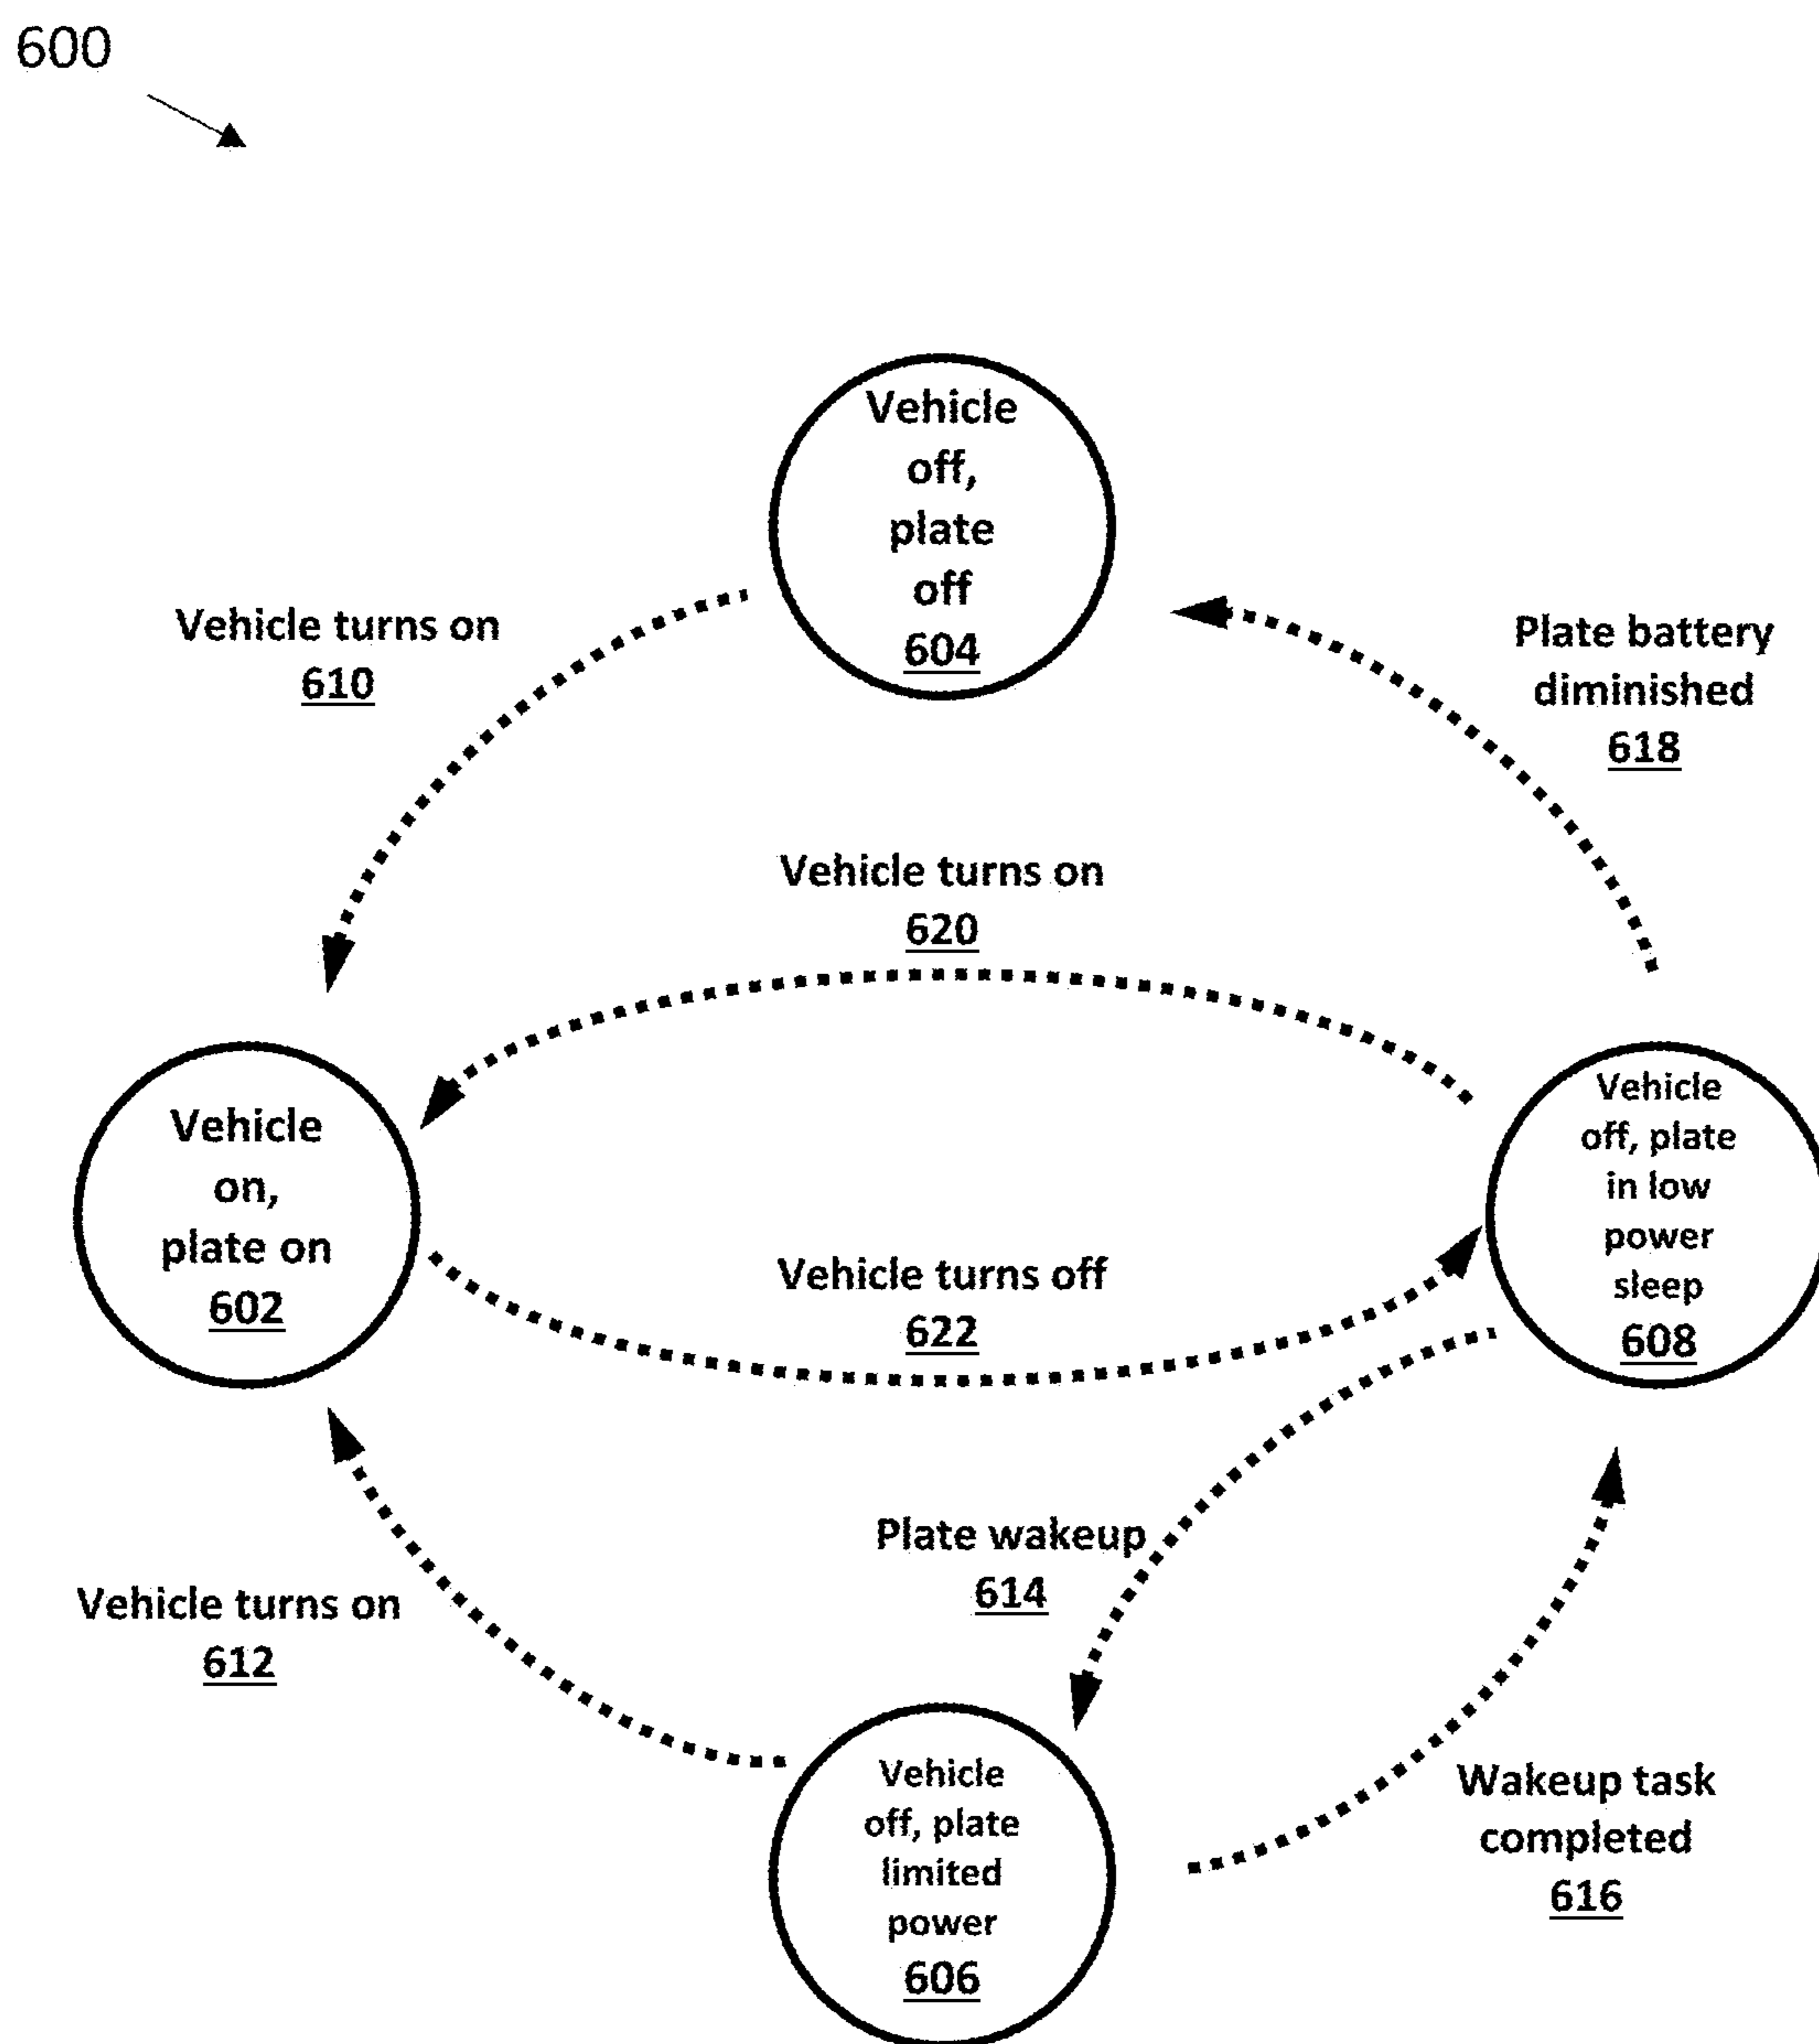 600
Vehicle
off,
plate
off
604
Vehicle turns on
610
Plate battery
diminished
618
Vehicle turns on
620
Vehicle
on,
plate on
602
Vehicle
off, plate
in low
power
sleep
608
Vehicle turns off
622
Plate wakeup
614
Vehicle turns on
612
Vehicle
off, plate
limited
power
606
Wakeup task
completed
616